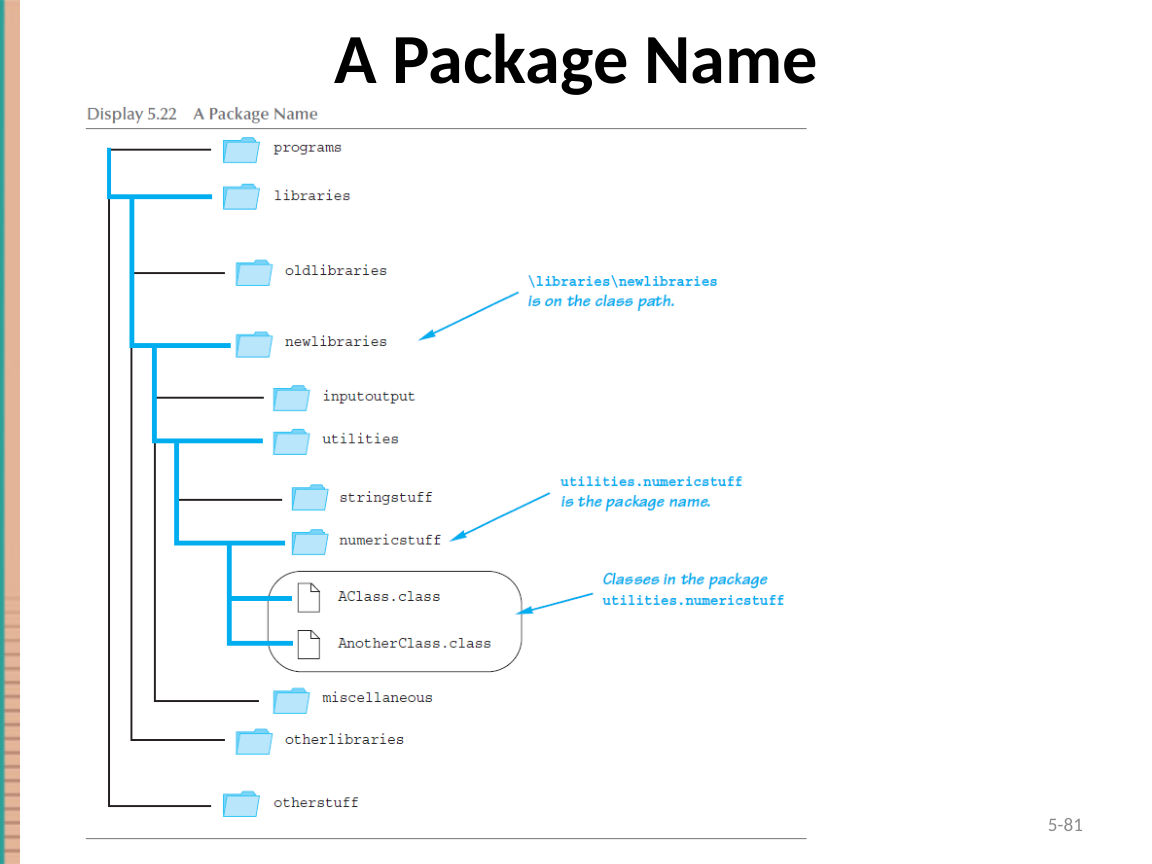 A Package Name
Display 5.22 A Package Name
programs
libraries
oldlibraries
\libraries\newlibraries
is on the class path.
newlibraries
inputoutput
utilities
utilities.numericstuff
is the package name.
stringstuff
numericstuff
Classes in the package
utilities.numericstuff
AClass.class
AnotherClass.class
miscellaneous
otherlibraries
otherstuff
5-81